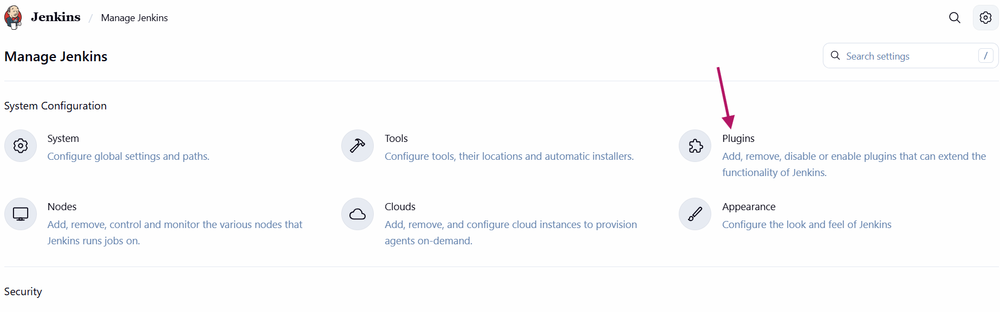 Jenkins / Manage Jenkins
Manage Jenkins
Search settings /
System Configuration
System
Configure global settings and paths.
Tools
Configure tools, their locations and automatic installers.
Plugins
Add, remove, disable or enable plugins that can extend the
functionality of Jenkins.
Nodes
Add, remove, control and monitor the various nodes that
Jenkins runs jobs on.
Clouds
Add, remove, and configure cloud instances to provision
agents on-demand.
Appearance
Configure the look and feel of Jenkins
Security